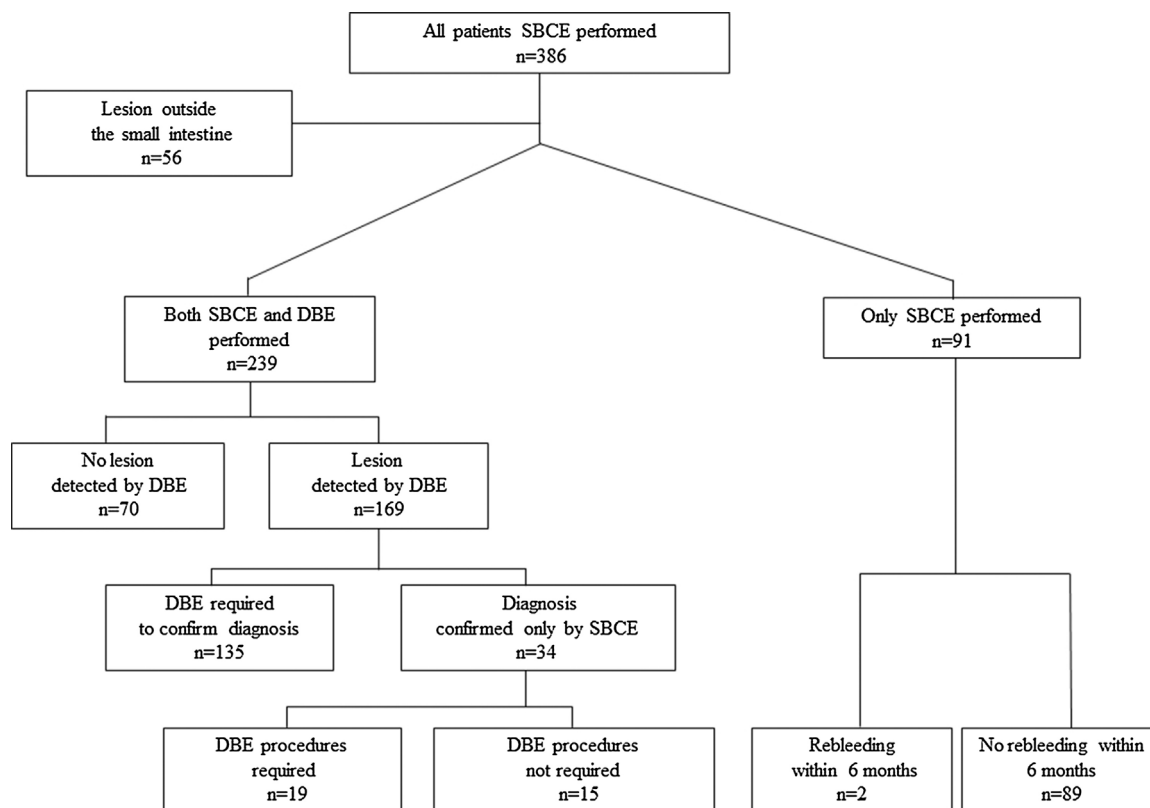 All patients SBCE performed
n=386
Lesion outside
the small intestine
n=56
Both SBCE and DBE
performed
n=239
Only SBCE performed
n=91
No lesion
detected by DBE
n=70
Lesion
detected by DBE
n=169
DBE required
to confirm diagnosis
n=135
Diagnosis
confirmed only by SBCE
n=34
DBE procedures
required
n=19
DBE procedures
not required
n=15
Rebleeding
within 6 months
n=2
No rebleeding within
6 months
n=89